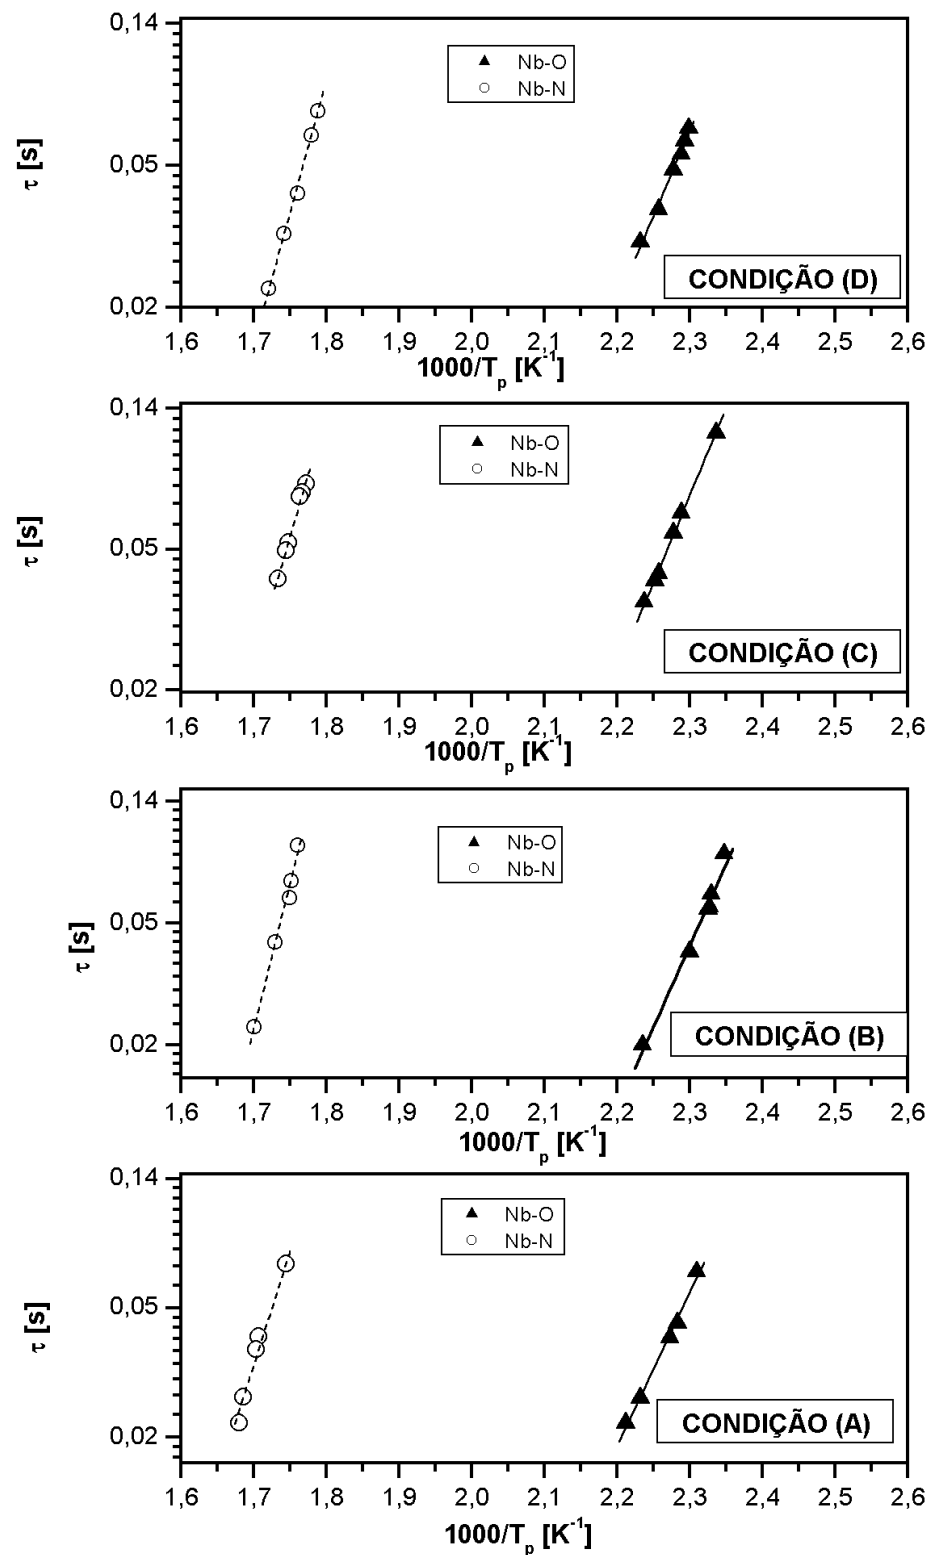 0,14
Nb-O
Nb-N
τ [s]
0,05
CONDIÇÃO (D)
0,02
1,6 1,7 1,8 1,9 2,0 2,1 2,2 2,3 2,4 2,5 2,6
1000/Tp [K-1]
0,14
Nb-O
Nb-N
τ [s]
0,05
CONDIÇÃO (C)
0,02
1,6 1,7 1,8 1,9 2,0 2,1 2,2 2,3 2,4 2,5 2,6
1000/Tp [K-1]
0,14
Nb-O
Nb-N
τ [s]
0,05
CONDIÇÃO (B)
0,02
1,6 1,7 1,8 1,9 2,0 2,1 2,2 2,3 2,4 2,5 2,6
1000/Tp [K-1]
0,14
Nb-O
Nb-N
τ [s]
0,05
CONDIÇÃO (A)
0,02
1,6 1,7 1,8 1,9 2,0 2,1 2,2 2,3 2,4 2,5 2,6
1000/Tp [K-1]